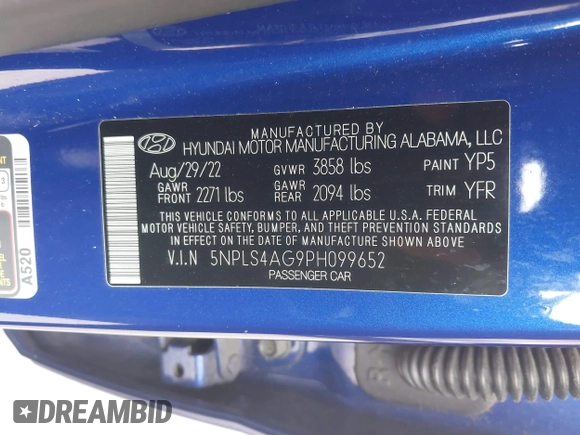 MANUFACTURED BY
HYUNDAI MOTOR MANUFACTURING ALABAMA, LLC
Aug/29/22 GVWR 3858 lbs PAINT YP5
GAWR FRONT 2271 lbs GAWR REAR 2094 lbs TRIM YFR
THIS VEHICLE CONFORMS TO ALL APPLICABLE U.S.A. FEDERAL
MOTOR VEHICLE SAFETY, BUMPER, AND THEFT PREVENTION STANDARDS
IN EFFECT ON THE DATE OF MANUFACTURE SHOWN ABOVE.
V.I.N 5NPLS4AG9PH099652
PASSENGER CAR
A520
DREAMBID